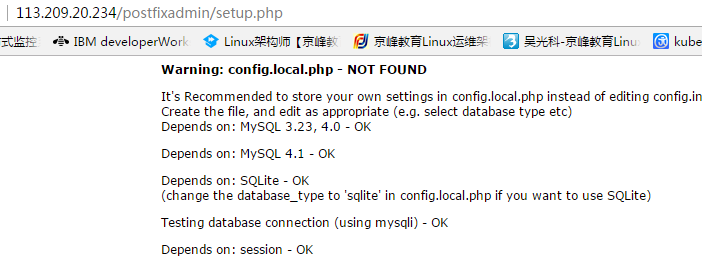 113.209.20.234/postfixadmin/setup.php
式监控 IBM developerWork Linux架构师【京峰教 京峰教育Linux运维架 吴光科-京峰教育Linu kube
Warning: config.local.php - NOT FOUND
It's Recommended to store your own settings in config.local.php instead of editing config.in
Create the file, and edit as appropriate (e.g. select database type etc)
Depends on: MySQL 3.23, 4.0 - OK
Depends on: MySQL 4.1 - OK
Depends on: SQLite - OK
(change the database_type to 'sqlite' in config.local.php if you want to use SQLite)
Testing database connection (using mysqli) - OK
Depends on: session - OK